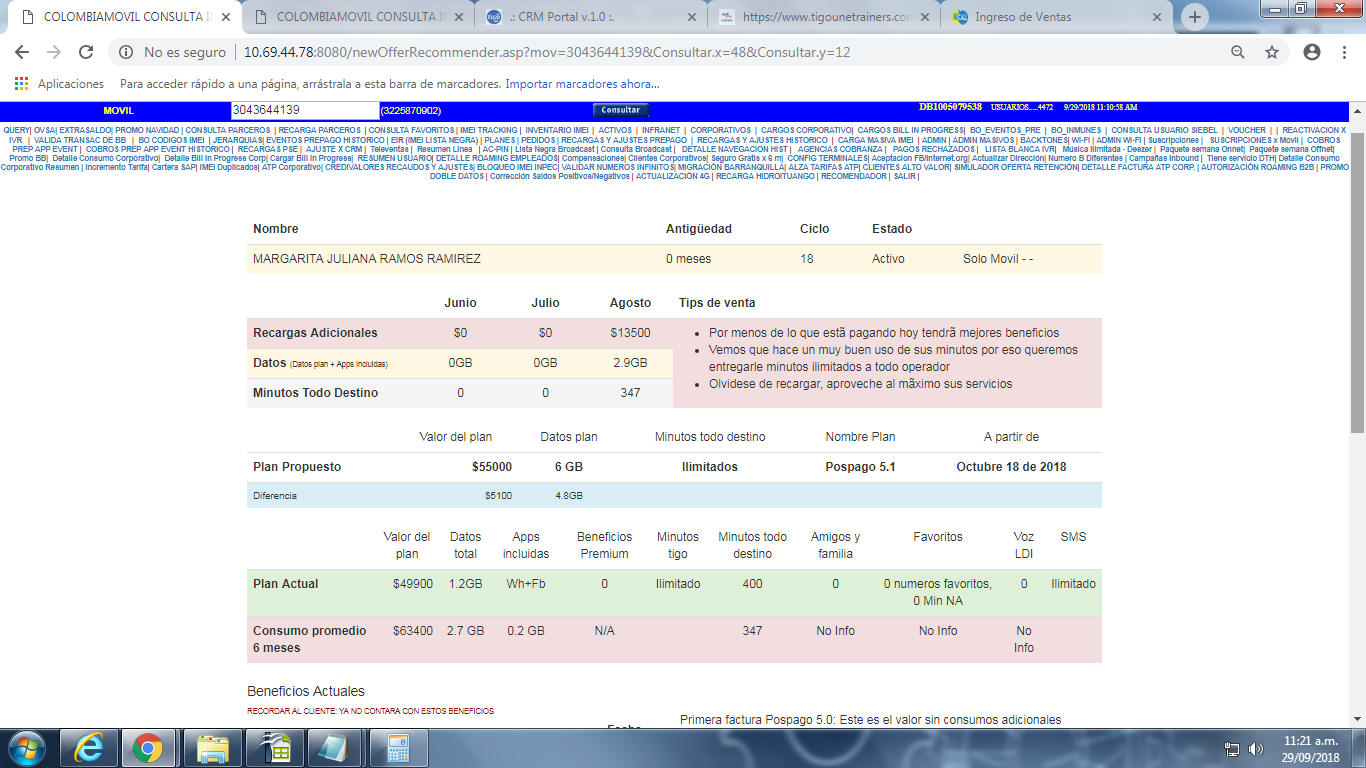 COLOMBIAMOVIL CONSULTA I
COLOMBIAMOVIL CONSULTA I
.: CRM Portal v.1.0 :.
https://www.tigounetrainers.com
Ingreso de Ventas
No es seguro | 10.69.44.78:8080/newOfferRecommender.asp?mov=3043644139&Consultar.x=48&Consultar.y=12
Aplicaciones Para acceder rápido a una página, arrástrala a esta barra de marcadores. Importar marcadores ahora...
MOVIL 3043644139 (3225870902) Consultar DB1005079538 USUARIOS.....4472 9/29/2018 11:10:58 AM
QUERY| OVSA| EXTRASALDO| PROMO NAVIDAD | CONSULTA PARCEROS | RECARGA PARCEROS | CONSULTA FAVORITOS | IMEI TRACKING | INVENTARIO IMEI | ACTIVOS | INFRANET | CORPORATIVOS | CARGOS CORPORATIVO| CARGOS BILL IN PROGRESS| BO_EVENTOS_PRE | BO_INMUNES | CONSULTA USUARIO SIEBEL | VOUCHER | | REACTIVACION X
IVR | VALIDA TRANSAC DE BB | BO CODIGOS IMEI | JERARQUIAS| EVENTOS PREPAGO HISTORICO | EIR (IMEI LISTA NEGRA) | PLANES | PEDIDOS | RECARGAS Y AJUSTES PREPAGO | RECARGAS Y AJUSTES HISTORICO | CARGA MASIVA IMEI | ADMIN | ADMIN MASIVOS | BACKTONES| WI-FI | ADMIN WI-FI | Suscripciones | SUSCRIPCIONES x Movil | COBROS
PREP APP EVENT | COBROS PREP APP EVENT HISTORICO | RECARGAS PSE | AJUSTE X CRM | Televentas | Resumen Linea | AC-PIN | Lista Negra Broadcast | Consulta Broadcast | DETALLE NAVEGACION HIST | AGENCIAS COBRANZA | PAGOS RECHAZADOS | LISTA BLANCA IVR| Música Ilimitada - Deezer | Paquete semana Onnet| Paquete semana Offnet|
Promo BB| Detalle Consumo Corporativo| Detalle Bill In Progress Corp| Cargar Bill In Progress| RESUMEN USUARIO| DETALLE ROAMING EMPLEADOS| Compensaciones| Clientes Corporativos| Seguro Gratis x 6 m| CONFIG TERMINALES| Aceptacion FB/Internet.org| Actualizar Dirección| Numero B Diferentes | Campañas Inbound | Tiene servicio DTH| Detalle Consumo
Corporativo Resumen | Incremento Tarifa| Cartera SAP| IMEI Duplicados| ATP Corporativo| CREDIVALORES RECAUDOS Y AJUSTES| BLOQUEO IMEI INPEC| VALIDAR NUMEROS INFINITOS| MIGRACIÓN BARRANQUILLA| ALZA TARIFAS ATP| CLIENTES ALTO VALOR| SIMULADOR OFERTA RETENCIÓN| DETALLE FACTURA ATP CORP. | AUTORIZACIÓN ROAMING B2B | PROMO
DOBLE DATOS | Corrección Saldos Positivos/Negativos | ACTUALIZACIÓN 4G | RECARGA HIDROITUANGO | RECOMENDADOR | SALIR |
Nombre Antigüedad Ciclo Estado
MARGARITA JULIANA RAMOS RAMIREZ 0 meses 18 Activo Solo Movil - -
Junio Julio Agosto Tips de venta
Recargas Adicionales $0 $0 $13500
Datos (Datos plan + Apps incluidas) 0GB 0GB 2.9GB
Minutos Todo Destino 0 0 347
Por menos de lo que estã pagando hoy tendrã mejores beneficios
Vemos que hace un muy buen uso de sus minutos por eso queremos
entregarle minutos ilimitados a todo operador
Olvidese de recargar, aproveche al mãximo sus servicios
Valor del plan Datos plan Minutos todo destino Nombre Plan A partir de
Plan Propuesto $55000 6 GB Ilimitados Pospago 5.1 Octubre 18 de 2018
Diferencia $5100 4.8GB
Valor del Datos Apps Beneficios Minutos Minutos todo Amigos y Favoritos Voz SMS
plan total incluidas Premium tigo destino familia LDI
Plan Actual $49900 1.2GB Wh+Fb 0 Ilimitado 400 0 0 numeros favoritos, 0 Ilimitado
0 Min NA
Consumo promedio $63400 2.7 GB 0.2 GB N/A 347 No Info No Info No
6 meses Info
Beneficios Actuales
RECORDAR AL CLIENTE: YA NO CONTARA CON ESTOS BENEFICIOS
Primera factura Pospago 5.0: Este es el valor sin consumos adicionales
Fecha
11:21 a.m.
29/09/2018